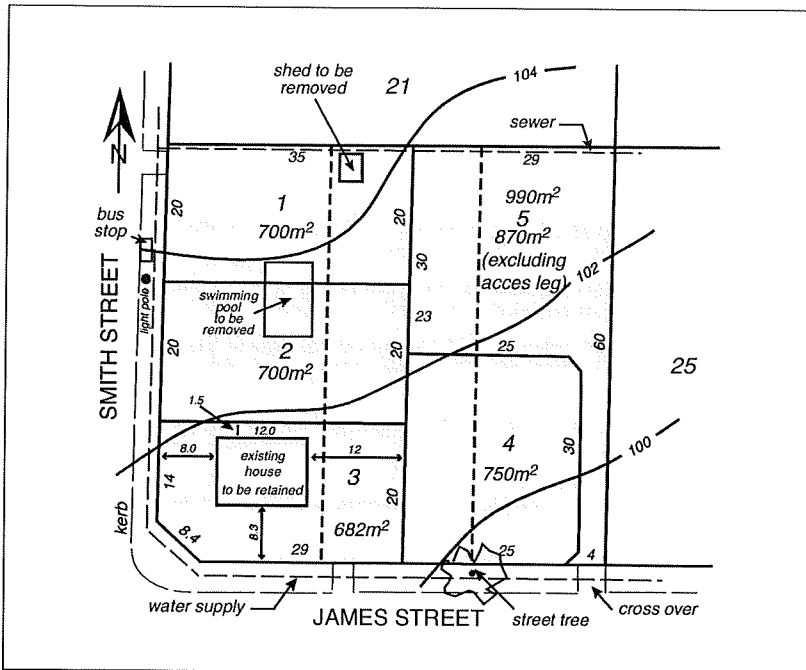 104
21
shed to be
removed
sewer
N
35
29
1
700m²
20
20
990m²
5
870m²
(excluding
acces leg)
bus
stop
30
102
light pole
SMITH STREET
swimming
pool
to be
removed
23
20
2
700m²
20
25
60
25
1.5
12.0
8.0
existing
house
to be retained
12
3
14
20
4
750m²
30
100
kerb
8.4
8.3
29
682m²
25
4
water supply
JAMES STREET
street tree
cross over